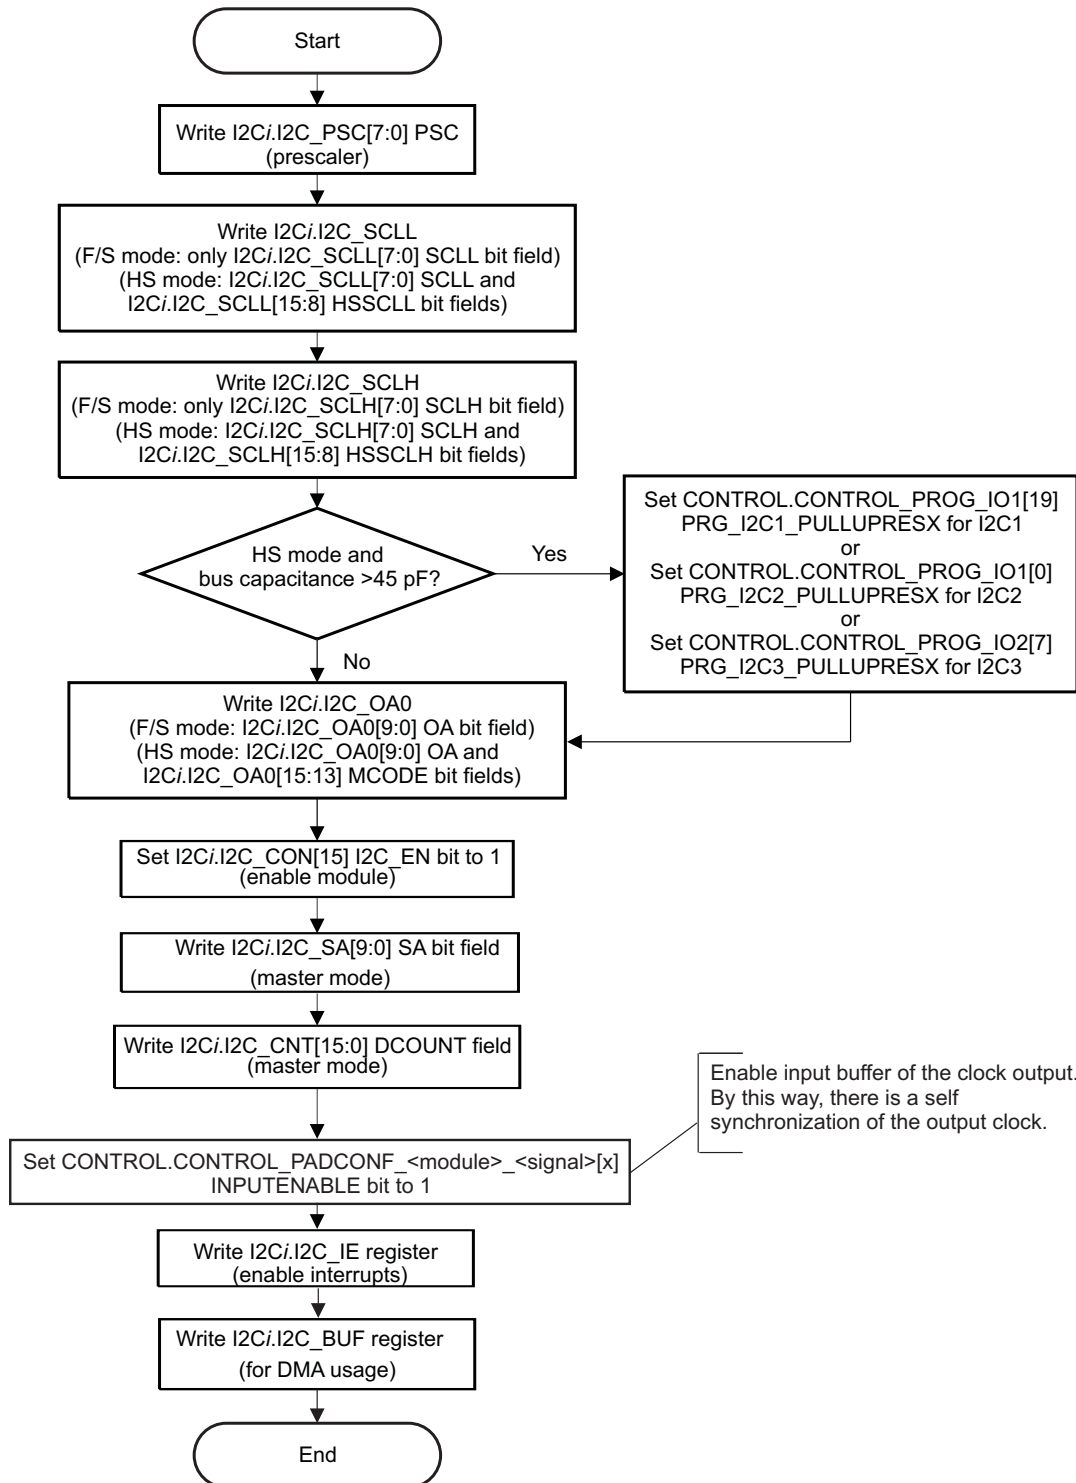 Start
Write I2Ci.I2C_PSC[7:0] PSC
(prescaler)
Write I2Ci.I2C_SCLL
(F/S mode: only I2Ci.I2C_SCLL[7:0] SCLL bit field)
(HS mode: I2Ci.I2C_SCLL[7:0] SCLL and
I2Ci.I2C_SCLL[15:8] HSSCLL bit fields)
Write I2Ci.I2C_SCLH
(F/S mode: only I2Ci.I2C_SCLH[7:0] SCLH bit field)
(HS mode: I2Ci.I2C_SCLH[7:0] SCLH and
I2Ci.I2C_SCLH[15:8] HSSCLH bit fields)
HS mode and
bus capacitance >45 pF?
Yes
Set CONTROL.CONTROL_PROG_IO1[19]
PRG_I2C1_PULLUPRESX for I2C1
or
Set CONTROL.CONTROL_PROG_IO1[0]
PRG_I2C2_PULLUPRESX for I2C2
or
Set CONTROL.CONTROL_PROG_IO2[7]
PRG_I2C3_PULLUPRESX for I2C3
No
Write I2Ci.I2C_OA0
(F/S mode: I2Ci.I2C_OA0[9:0] OA bit field)
(HS mode: I2Ci.I2C_OA0[9:0] OA and
I2Ci.I2C_OA0[15:13] MCODE bit fields)
Set I2Ci.I2C_CON[15] I2C_EN bit to 1
(enable module)
Write I2Ci.I2C_SA[9:0] SA bit field
(master mode)
Write I2Ci.I2C_CNT[15:0] DCOUNT field
(master mode)
Enable input buffer of the clock output.
By this way, there is a self
synchronization of the output clock.
Set CONTROL.CONTROL_PADCONF_<module>_<signal>[x]
INPUTENABLE bit to 1
Write I2Ci.I2C_IE register
(enable interrupts)
Write I2Ci.I2C_BUF register
(for DMA usage)
End